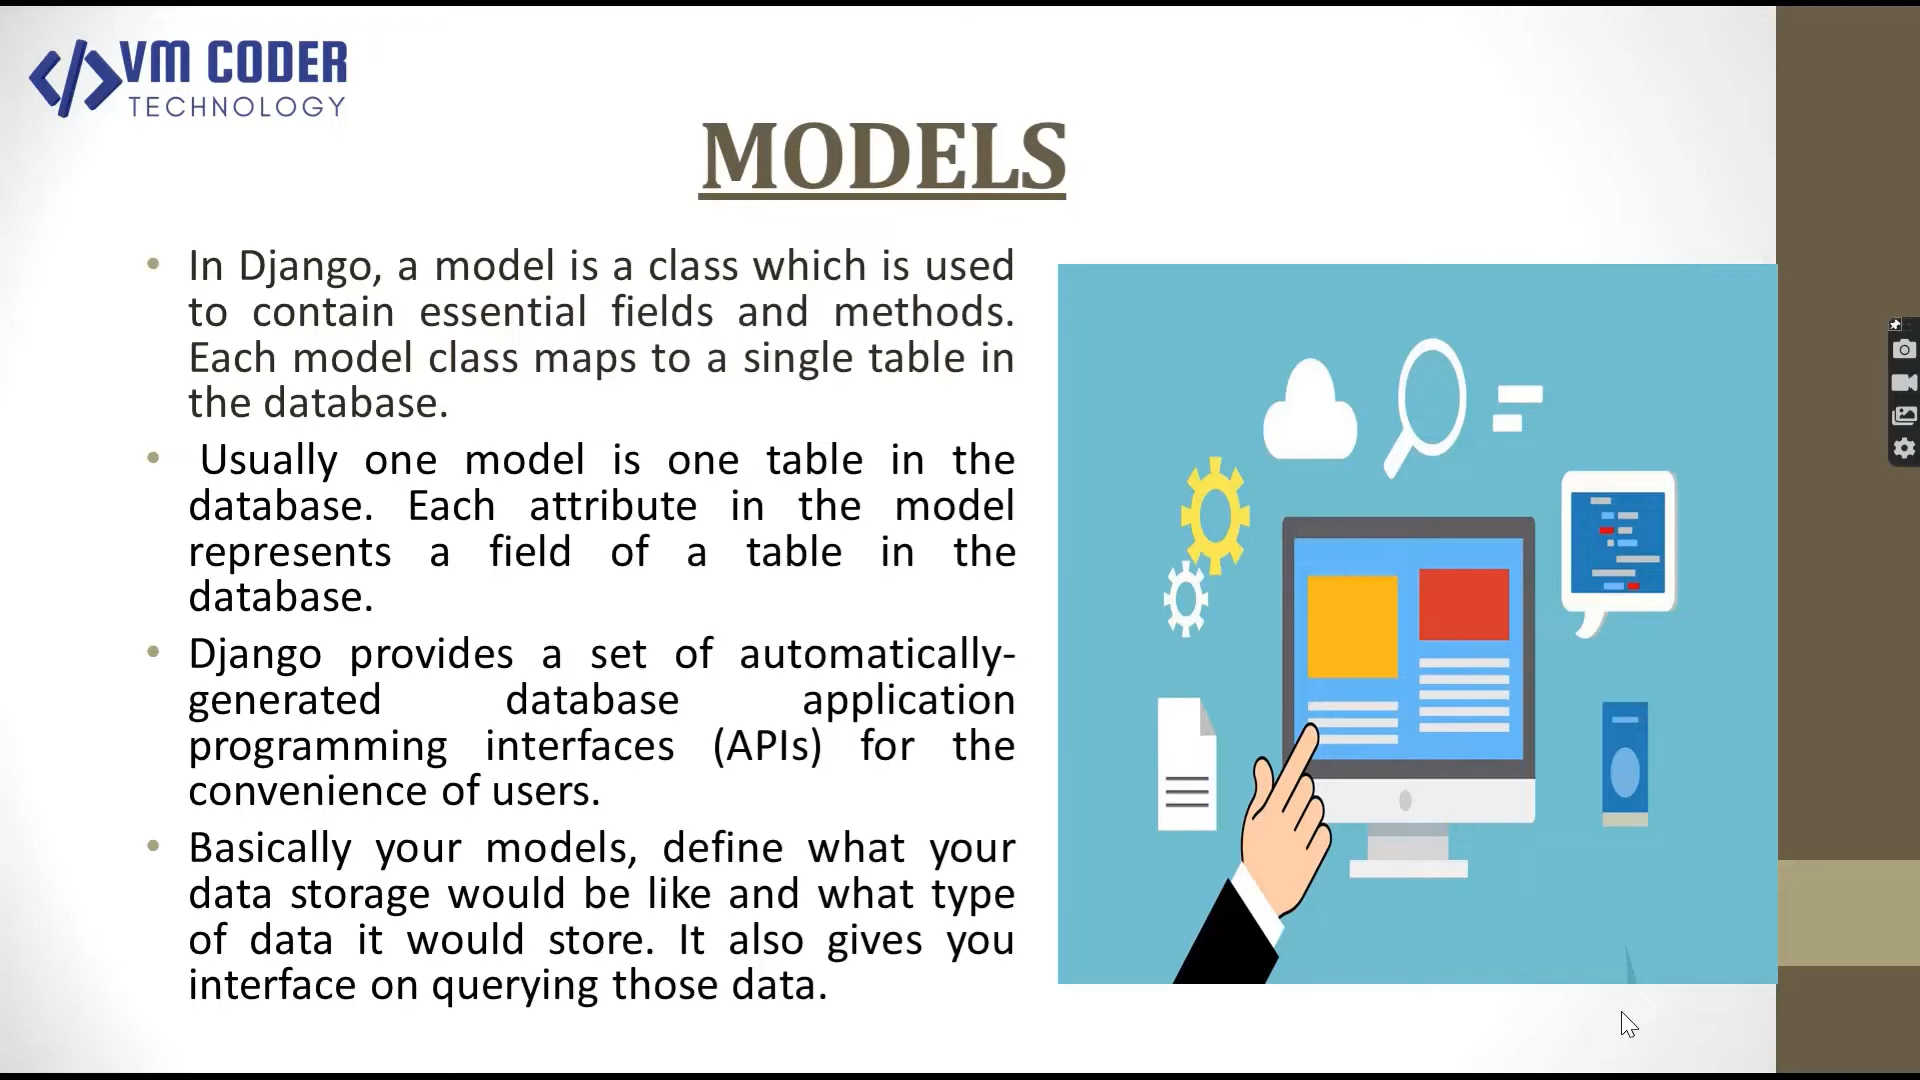 VM CODER
TECHNOLOGY
MODELS
• In Django, a model is a class which is used
to contain essential fields and methods.
Each model class maps to a single table in
the database.
• Usually one model is one table in the
database. Each attribute in the model
represents a field of a table in the
database.
• Django provides a set of automatically-
generated database application
programming interfaces (APIs) for the
convenience of users.
• Basically your models, define what your
data storage would be like and what type
of data it would store. It also gives you
interface on querying those data.